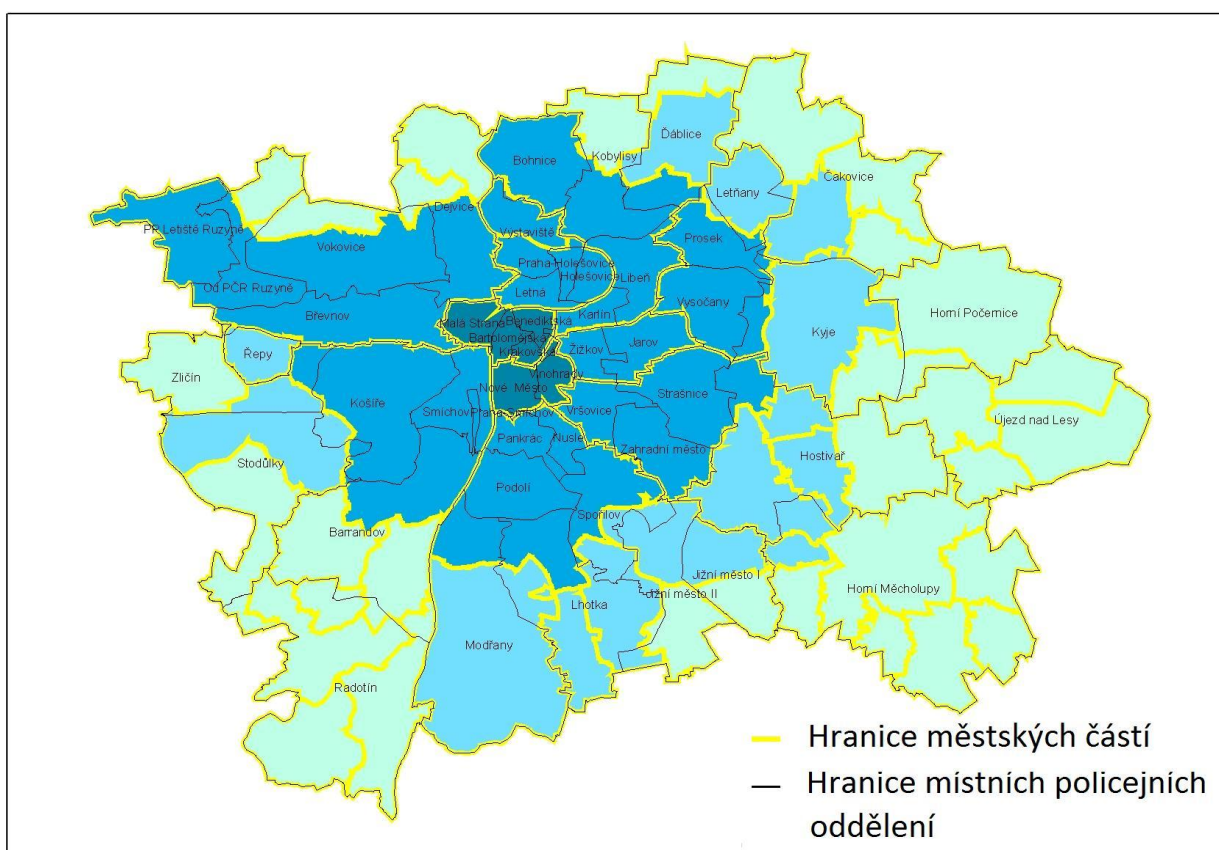 Ďáblice
Bohnice
Kobylisy
Čakovice
Letňany
Dejvice
PP Letiště Ruzyně
Výstaviště
Prosek
Vokovice
Praha-Holešovice
Holešovice
Libeň
Od PČR Ruzyně
Letná
Vysočany
Břevnov
Karlín
Horní Počernice
Malá Strana
Benediktská
Kyje
Bartolomějská
Jarov
Krakovská
Žižkov
Řepy
Zličín
Vinohrady
Nové Město
Strašnice
Košíře
Smíchov
Praha-Smíchov
Vršovice
Újezd nad Lesy
Pankrác
Nusle
Zahradní město
Hostivař
Stodůlky
Podolí
Spořilov
Barrandov
Jižní město I
Jižní město II
Horní Měcholupy
Lhotka
Modřany
Radotín
Hranice městských částí
Hranice místních policejních
oddělení